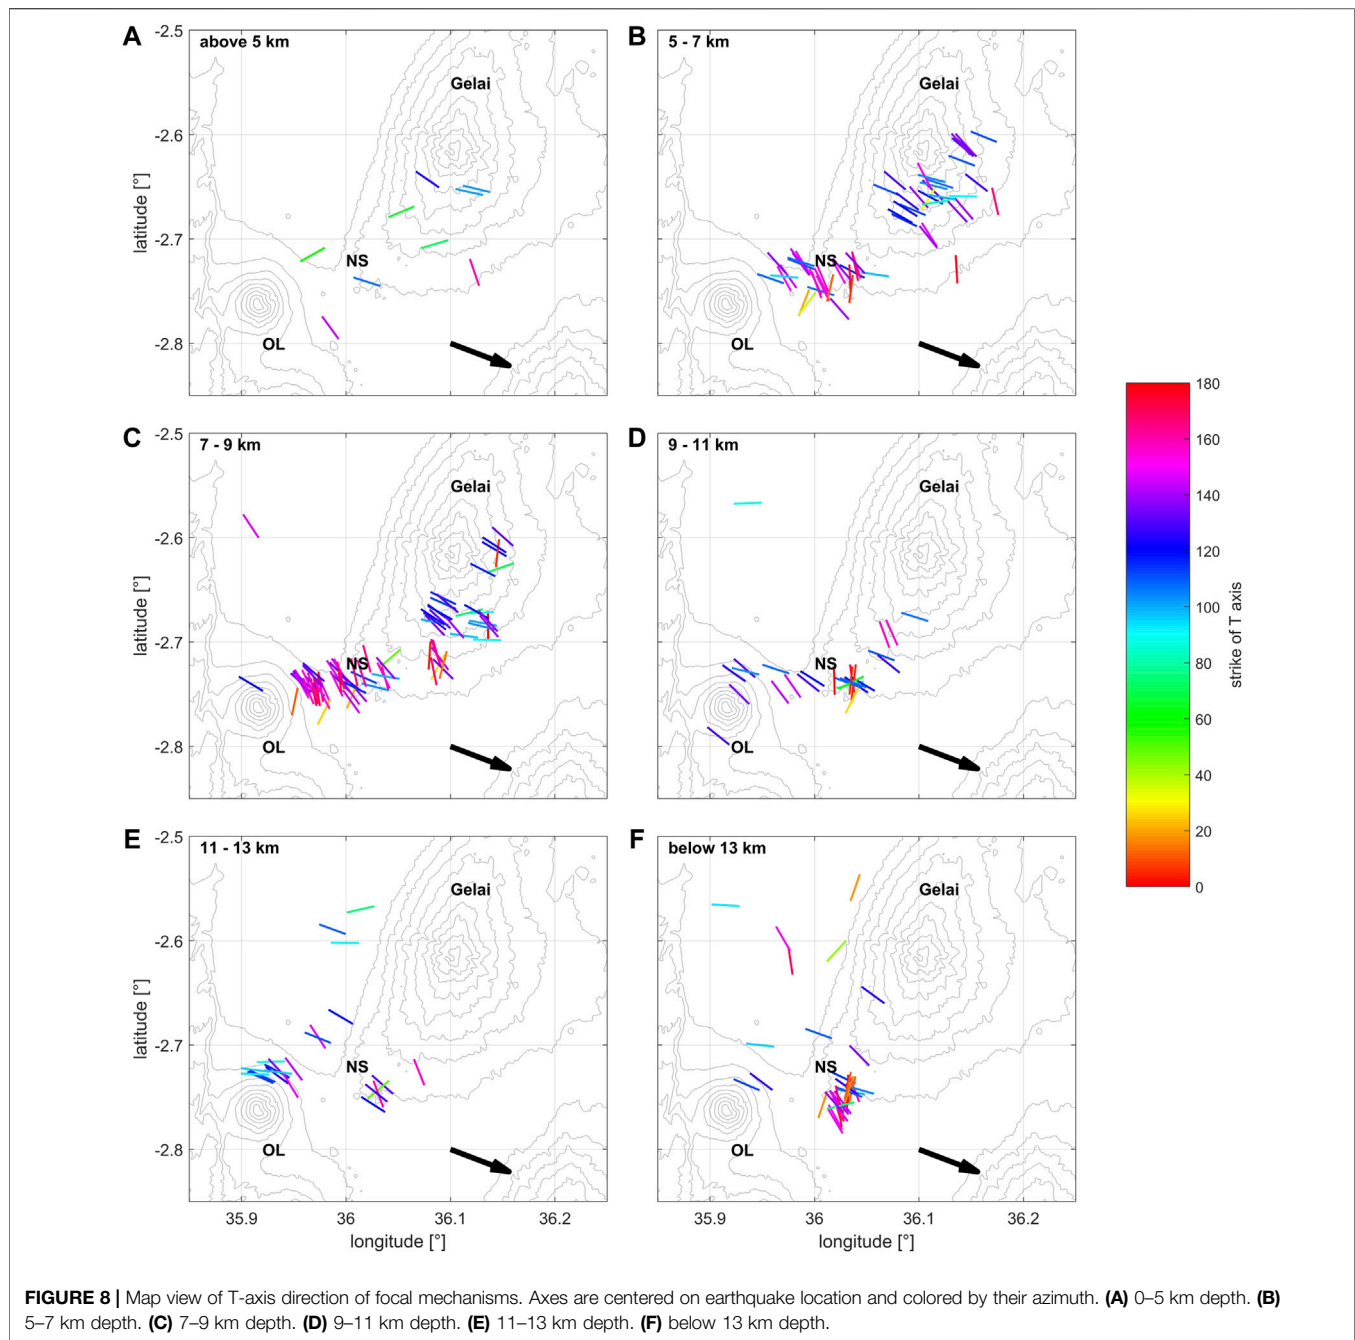 A
above 5 km
-2.5
-2.6
-2.7
-2.8
latitude [°]
Gelai
NS
OL
B
5 - 7 km
Gelai
NS
OL
C
7 - 9 km
-2.5
-2.6
-2.7
-2.8
latitude [°]
Gelai
NS
OL
D
9 - 11 km
Gelai
NS
OL
180
160
140
120
100
80
60
40
20
0
strike of T axis
E
11 - 13 km
-2.5
-2.6
-2.7
-2.8
latitude [°]
Gelai
NS
OL
35.9
36
36.1
36.2
longitude [°]
F
below 13 km
Gelai
NS
OL
35.9
36
36.1
36.2
longitude [°]
FIGURE 8 | Map view of T-axis direction of focal mechanisms. Axes are centered on earthquake location and colored by their azimuth. (A) 0–5 km depth. (B)
5–7 km depth. (C) 7–9 km depth. (D) 9–11 km depth. (E) 11–13 km depth. (F) below 13 km depth.